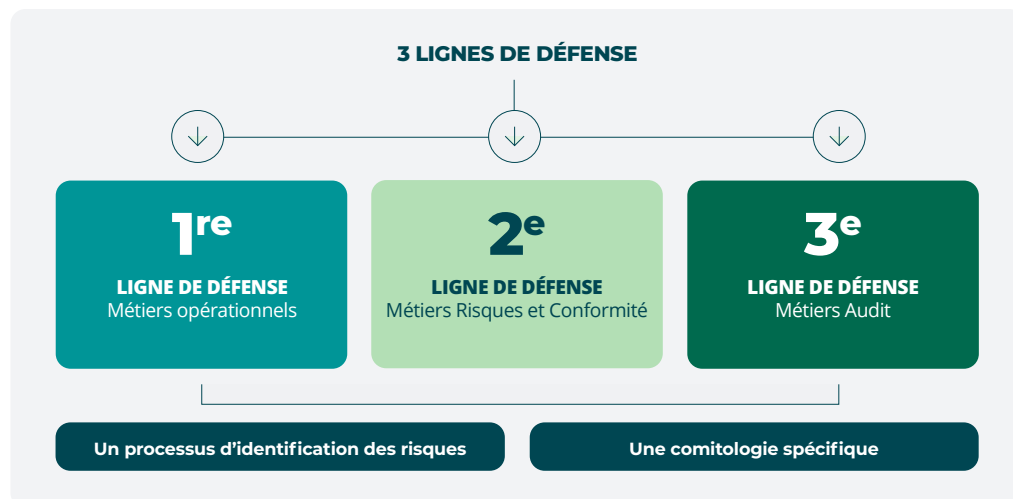 3 LIGNES DE DÉFENSE
1re
LIGNE DE DÉFENSE
Métiers opérationnels
2e
LIGNE DE DÉFENSE
Métiers Risques et Conformité
3e
LIGNE DE DÉFENSE
Métiers Audit
Un processus d’identification des risques
Une comitologie spécifique